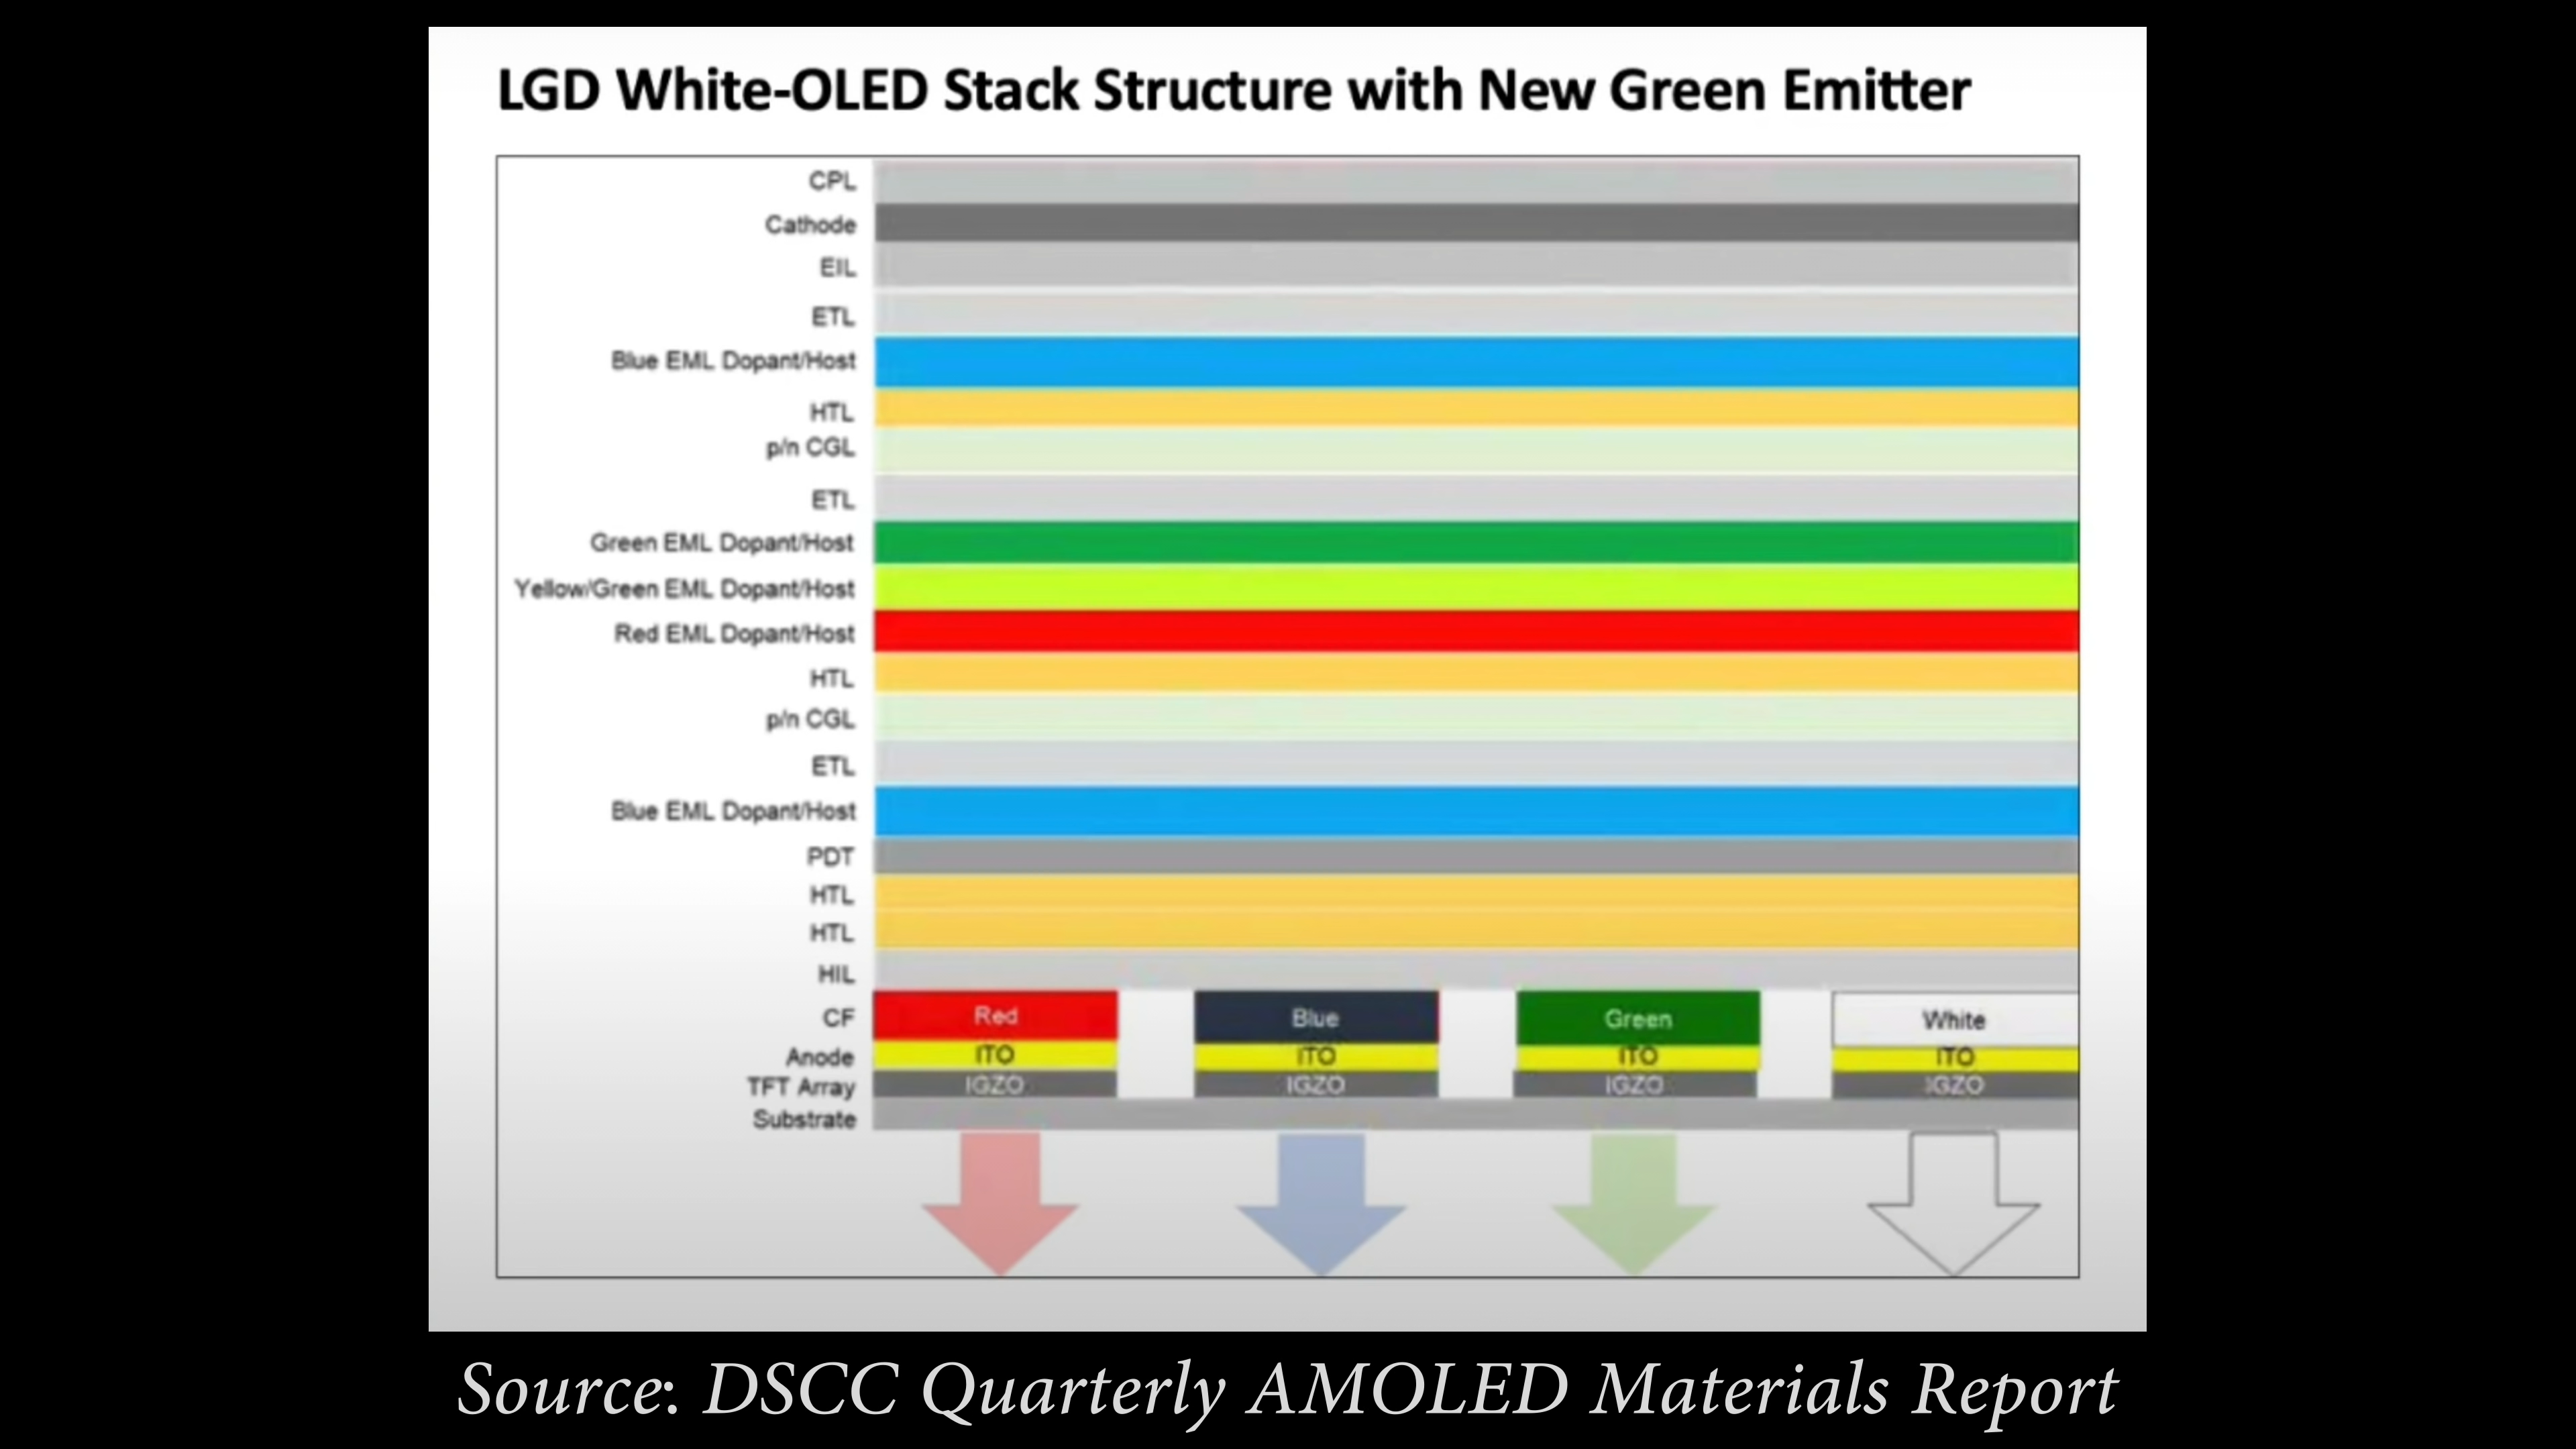 LGD White-OLED Stack Structure with New Green Emitter
CPL
Cathode
EIL
ETL
Blue EML Dopant/Host
HTL
p/n CGL
ETL
Green EML Dopant/Host
Yellow/Green EML Dopant/Host
Red EML Dopant/Host
HTL
p/n CGL
ETL
Blue EML Dopant/Host
PDT
HTL
HTL
HIL
CF Red Blue Green White
Anode ITO ITO ITO ITO
TFT Array IGZO IGZO IGZO IGZO
Substrate
Source: DSCC Quarterly AMOLED Materials Report